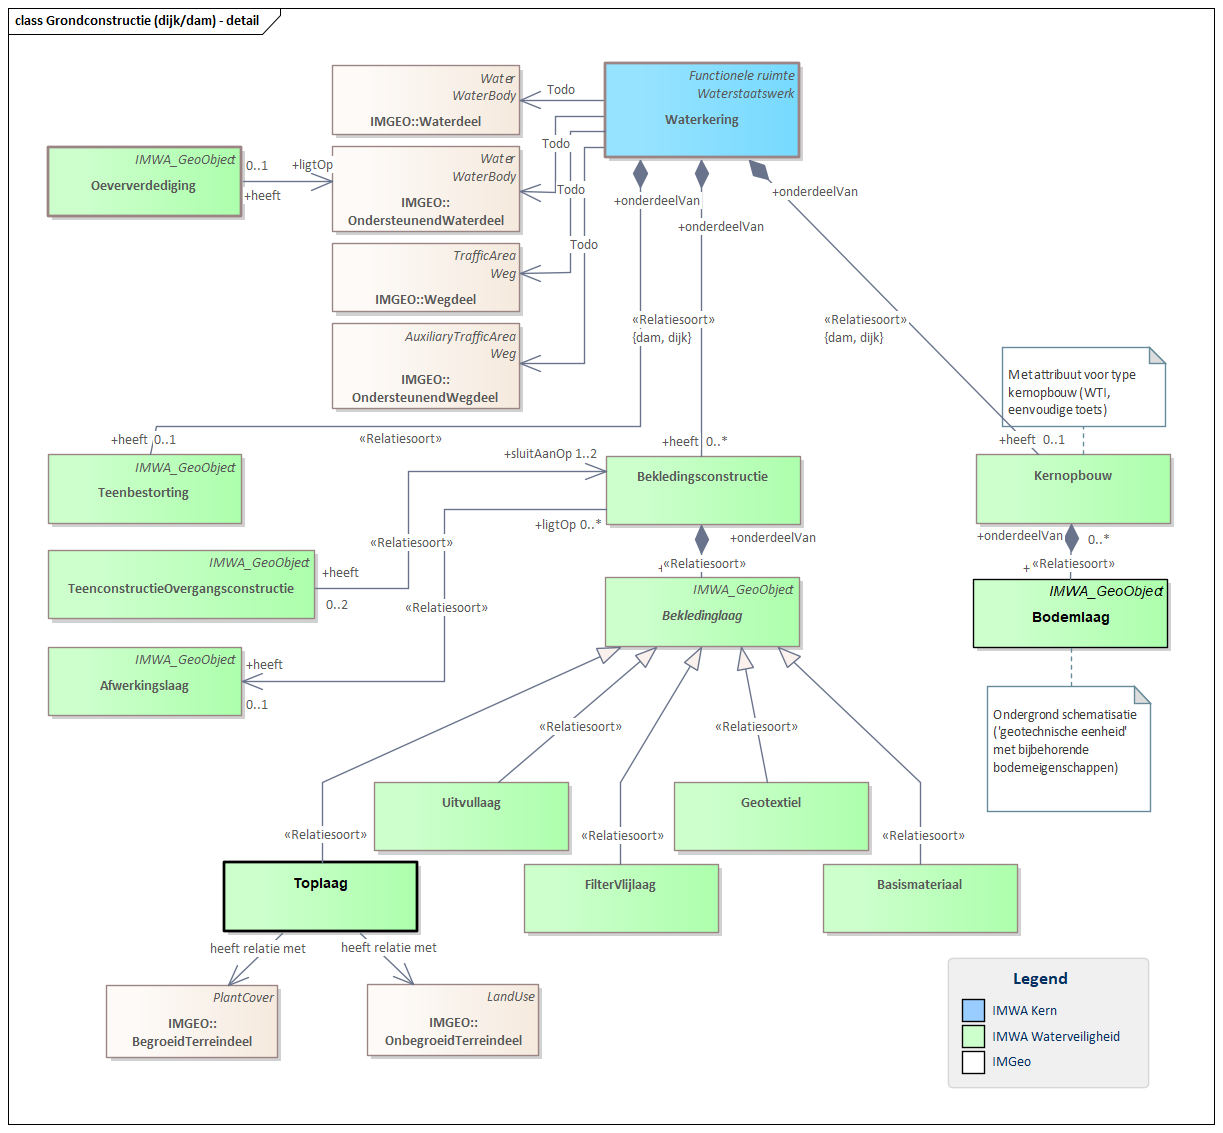 class Grondconstructie (dijk/dam) - detail
Water
WaterBody
IMGEO::Waterdeel
Todo
Functionele ruimte
Waterstaatswerk
Waterkering
IMWA_GeoObject
Oeververdediging
0..1
+heeft
+ligtOp
Water
WaterBody
IMGEO::
OndersteunendWaterdeel
Todo
Todo
Todo
+onderdeelVan
+onderdeelVan
+onderdeelVan
TrafficArea
Weg
IMGEO::Wegdeel
AuxiliaryTrafficArea
Weg
IMGEO::
OndersteunendWegdeel
«Relatiesoort»
{dam, dijk}
«Relatiesoort»
{dam, dijk}
Met attribuut voor type
kernopbouw (WTI,
eenvoudige toets)
+heeft 0..1
«Relatiesoort»
+heeft 0..*
+heeft 0..1
IMWA_GeoObject
Teenbestorting
+sluitAanOp 1..2
Bekledingsconstructie
Kernopbouw
+ligtOp 0..*
«Relatiesoort»
+onderdeelVan
«Relatiesoort»
+
+onderdeelVan
0..*
+ «Relatiesoort»
IMWA_GeoObject
TeenconstructieOvergangsconstructie
+heeft
0..2
«Relatiesoort»
IMWA_GeoObject
Bekledinglaag
IMWA_GeoObject
Bodemlaag
IMWA_GeoObject
Afwerkingslaag
+heeft
0..1
Ondergrond schematisatie
('geotechnische eenheid'
met bijbehorende
bodemeigenschappen)
«Relatiesoort»
«Relatiesoort»
Uitvullaag
Geotextiel
«Relatiesoort»
«Relatiesoort»
«Relatiesoort»
Toplaag
FilterVlijlaag
Basismateriaal
heeft relatie met
heeft relatie met
PlantCover
IMGEO::
BegroeidTerreindeel
LandUse
IMGEO::
OnbegroeidTerreindeel
Legend
IMWA Kern
IMWA Waterveiligheid
IMGeo